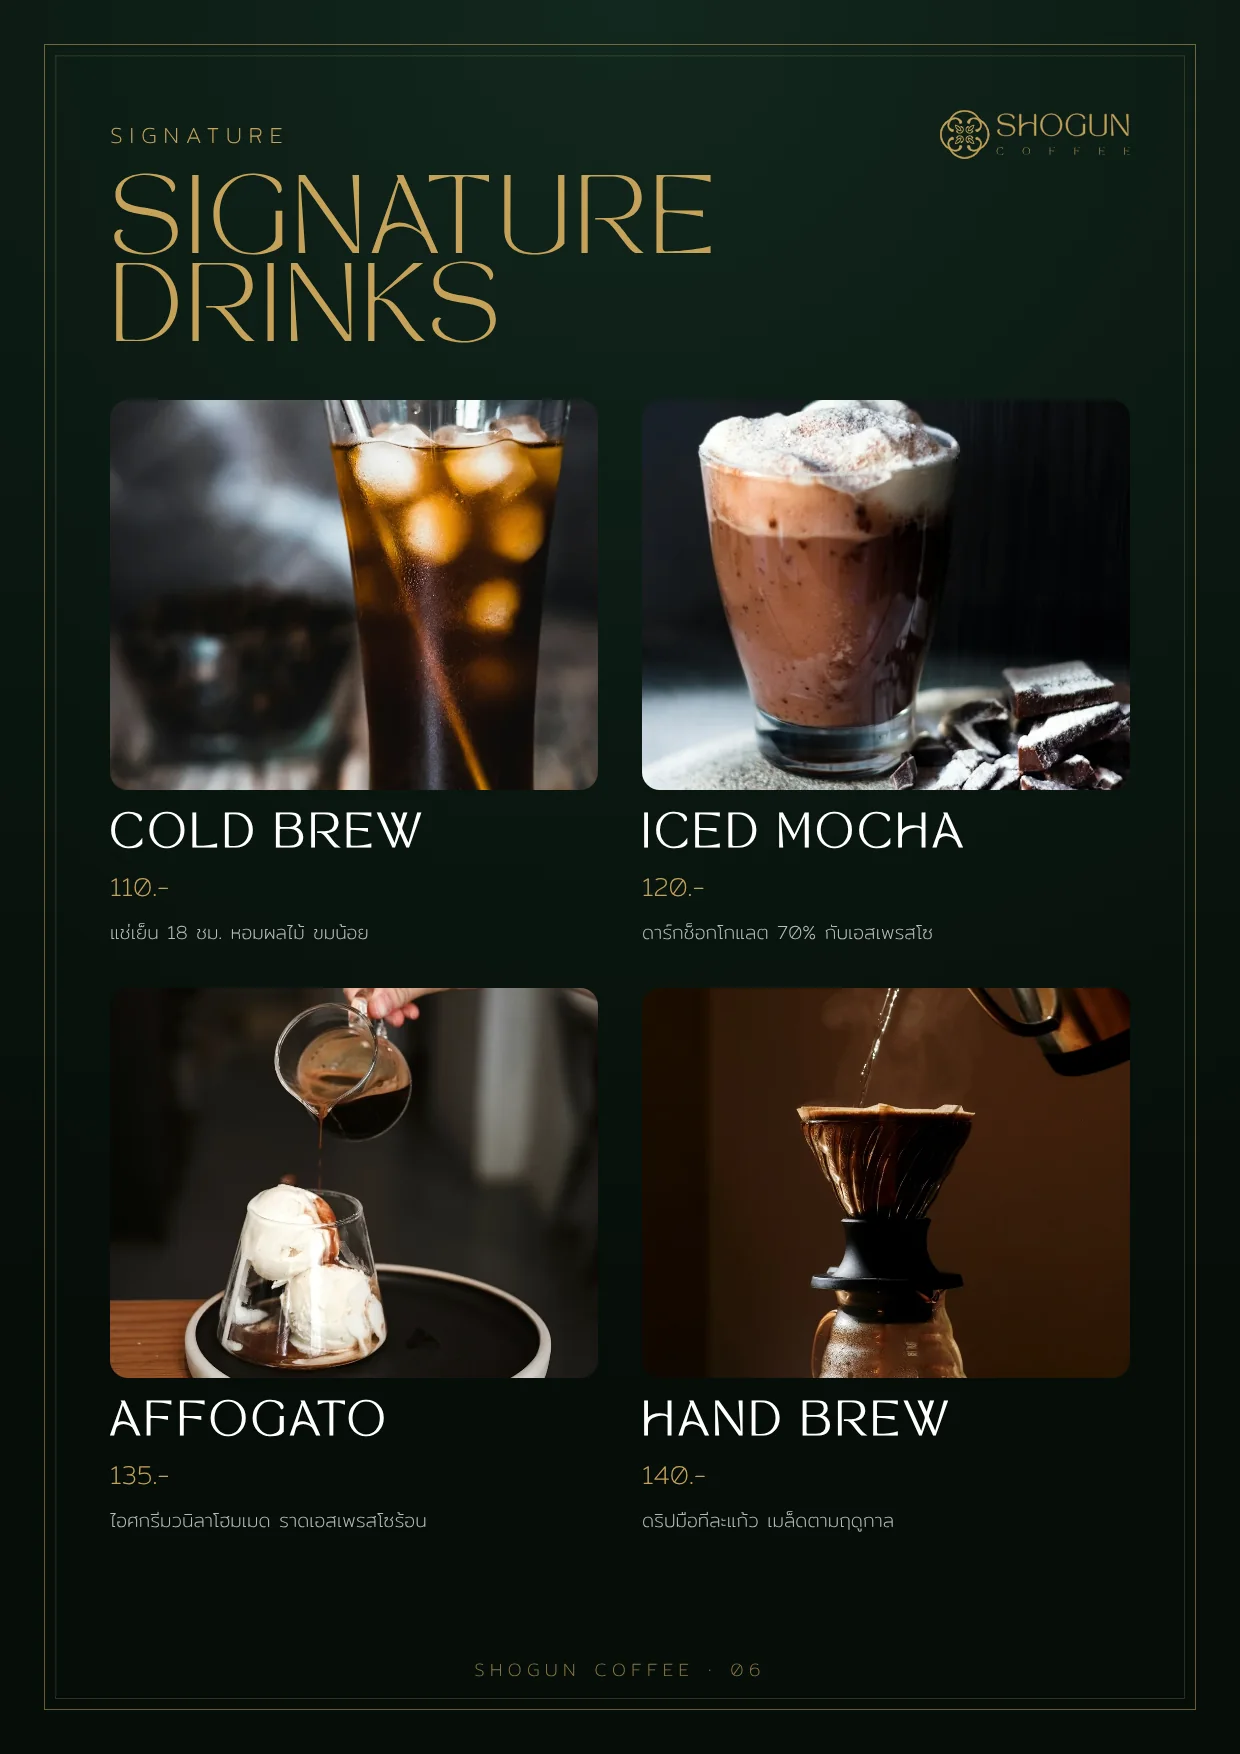 SIGNATURE
SHOGUN
COFFEE
SIGNATURE
DRINKS
COLD BREW
110.-
แช่เย็น 18 ชม. หอมผลไม้ ขมน้อย
ICED MOCHA
120.-
ดาร์กช็อกโกแลต 70% กับเอสเพรสโซ
AFFOGATO
135.-
ไอศกรีมวนิลาโฮมเมด ราดเอสเพรสโซร้อน
HAND BREW
140.-
ดริปมือทีละแก้ว เมล็ดตามฤดูกาล
SHOGUN COFFEE · 06